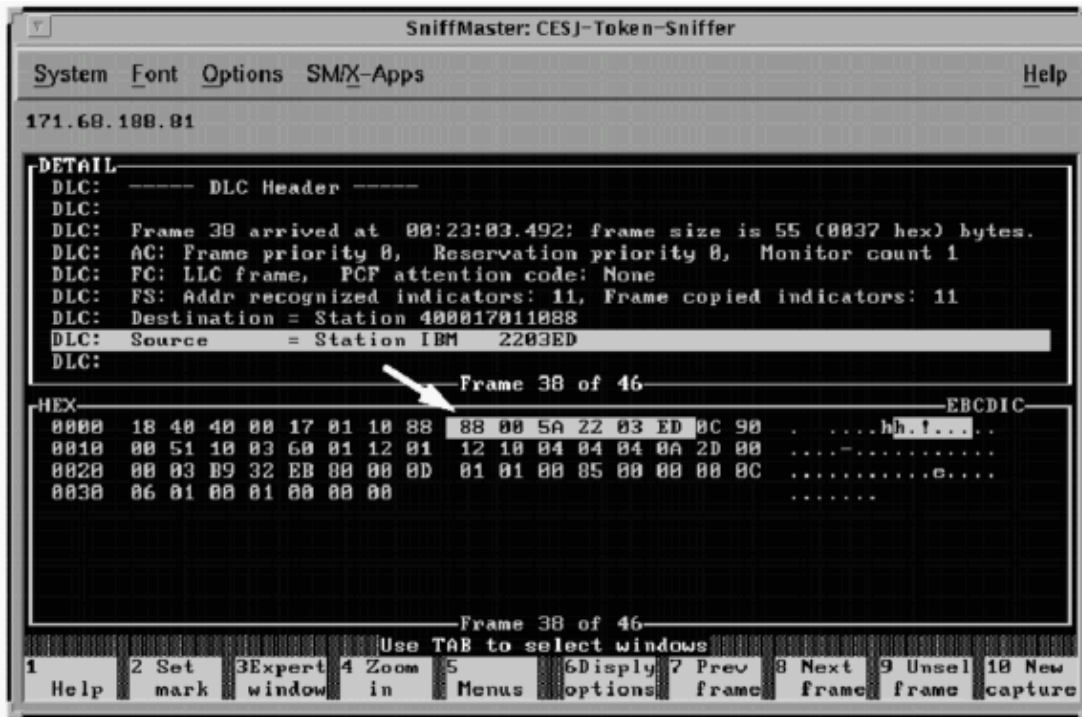 SniffMaster: CESJ-Token-Sniffer
System Font Options SM/X-Apps Help
171.68.188.81
DETAIL
DLC: ----- DLC Header -----
DLC:
DLC: Frame 38 arrived at 00:23:03.492; frame size is 55 (0037 hex) bytes.
DLC: AC: Frame priority 0, Reservation priority 0, Monitor count 1
DLC: FC: LLC frame, PCF attention code: None
DLC: FS: Addr recognized indicators: 11, Frame copied indicators: 11
DLC: Destination = Station 400017011088
DLC: Source = Station IBM 2203ED
DLC:
Frame 38 of 46
HEX EBCDIC
0000 18 40 40 00 17 01 10 88 88 00 5A 22 03 ED 0C 90 . ....hh.!.....
0010 00 51 10 03 60 01 12 01 12 10 04 04 04 0A 2D 00 ....-...........
0020 00 03 B9 32 EB 80 00 0D 01 01 00 85 00 00 00 0C ...........e....
0030 06 01 00 01 00 00 00 .......
Frame 38 of 46
Use TAB to select windows
1 Help 2 Set mark 3Expert window 4 Zoom in 5 Menus 6Disply options 7 Prev frame 8 Next frame 9 Unsel frame 10 New capture